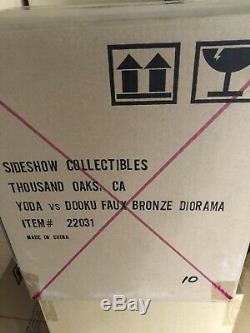 SIDESHOW COLLECTIBLES
THOUSAND OAKS, CA
YODA vs DOOKU FAUX BRONZE DIORAMA
ITEM# 22031
MADE IN CHINA
10